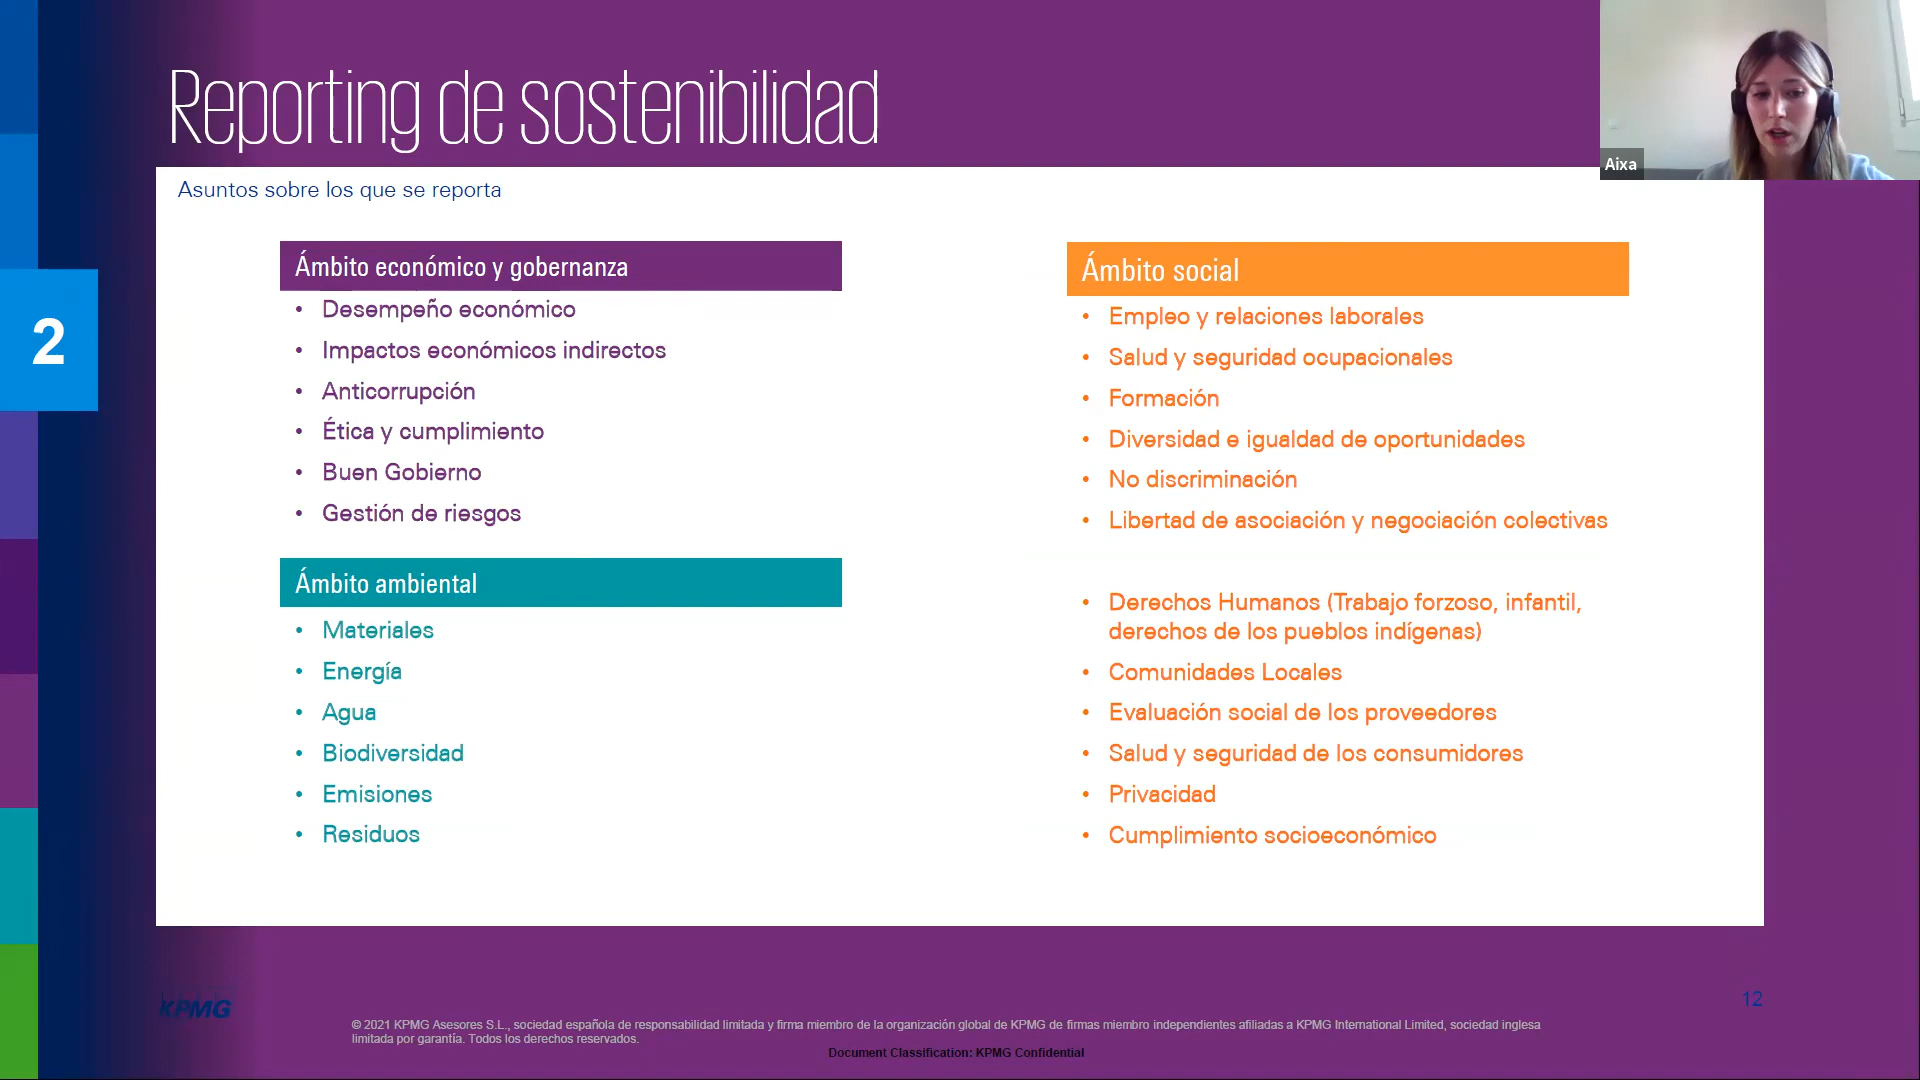 Reporting de sostenibilidad
Aixa
Asuntos sobre los que se reporta
2
Ámbito económico y gobernanza
• Desempeño económico
• Impactos económicos indirectos
• Anticorrupción
• Ética y cumplimiento
• Buen Gobierno
• Gestión de riesgos
Ámbito ambiental
• Materiales
• Energía
• Agua
• Biodiversidad
• Emisiones
• Residuos
Ámbito social
• Empleo y relaciones laborales
• Salud y seguridad ocupacionales
• Formación
• Diversidad e igualdad de oportunidades
• No discriminación
• Libertad de asociación y negociación colectivas
• Derechos Humanos (Trabajo forzoso, infantil,
derechos de los pueblos indígenas)
• Comunidades Locales
• Evaluación social de los proveedores
• Salud y seguridad de los consumidores
• Privacidad
• Cumplimiento socioeconómico
KPMG
12
© 2021 KPMG Asesores S.L., sociedad española de responsabilidad limitada y firma miembro de la organización global de KPMG de firmas miembro independientes afiliadas a KPMG International Limited, sociedad inglesa
limitada por garantía. Todos los derechos reservados.
Document Classification: KPMG Confidential